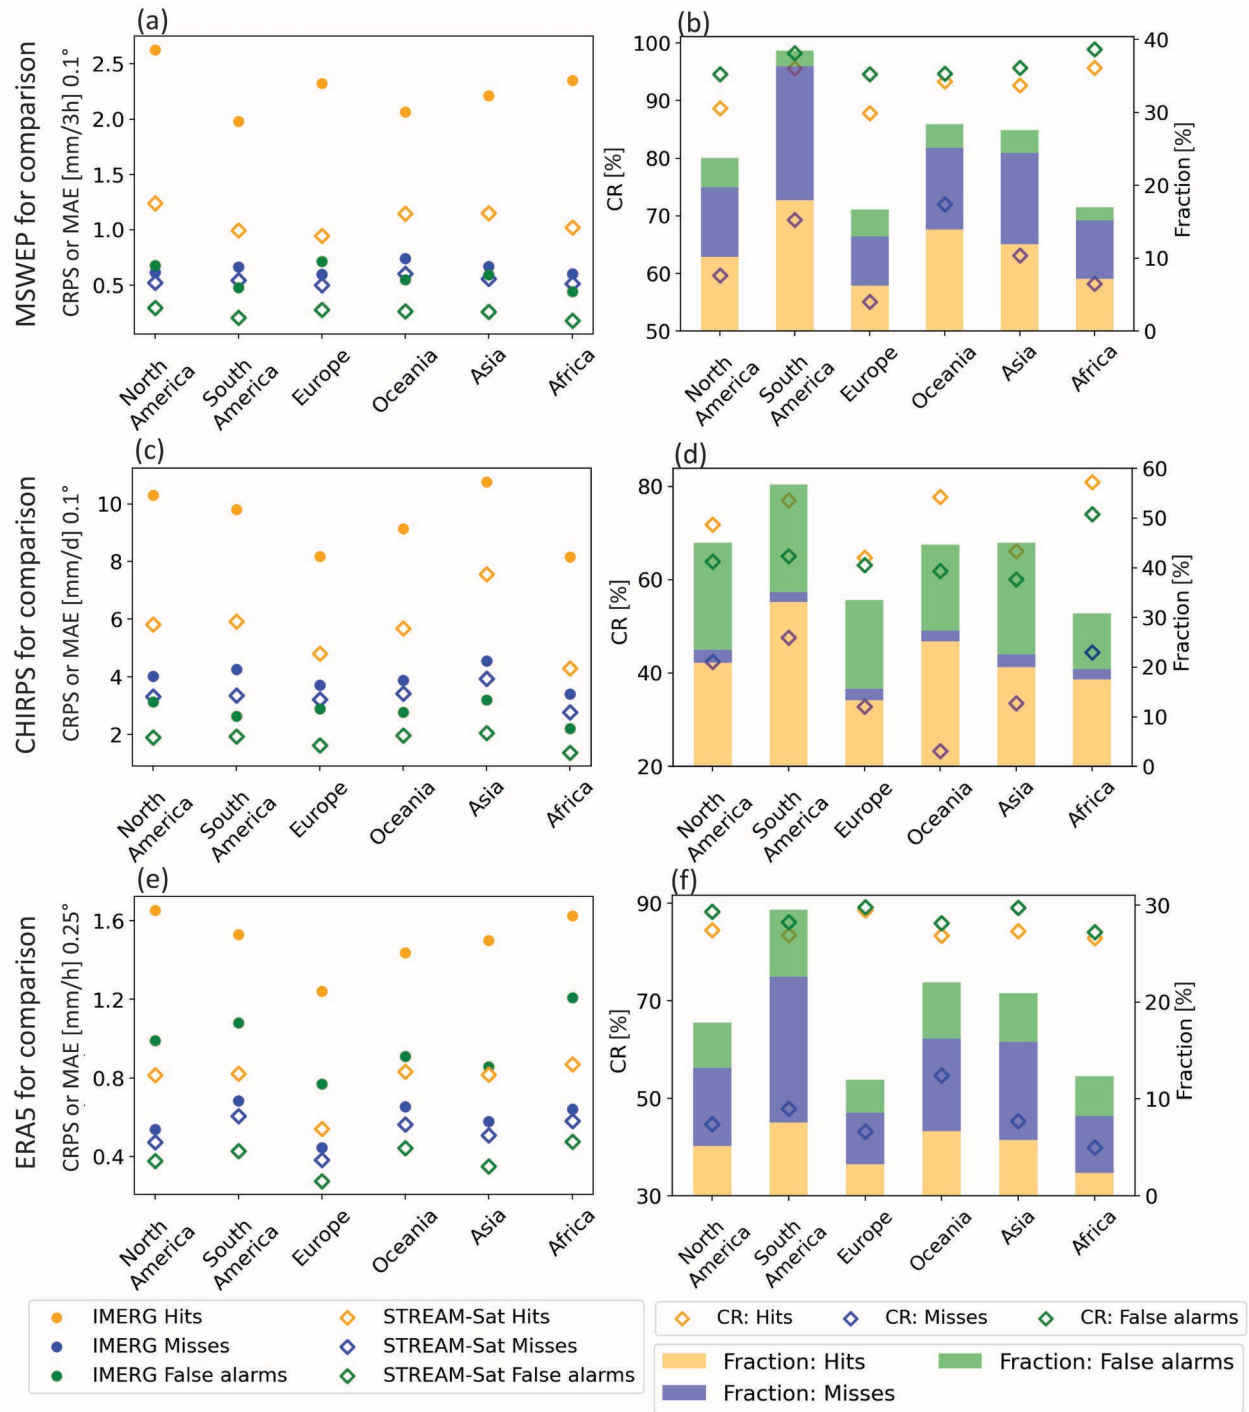 (a)
MSWEP for comparison
CRPS or MAE [mm/3h] 0.1°
2.5
2.0
1.5
1.0
0.5
North America
South America
Europe
Oceania
Asia
Africa
(b)
CR [%]
100
90
80
70
60
50
Fraction [%]
40
30
20
10
0
North America
South America
Europe
Oceania
Asia
Africa
(c)
CHIRPS for comparison
CRPS or MAE [mm/d] 0.1°
10
8
6
4
2
North America
South America
Europe
Oceania
Asia
Africa
(d)
CR [%]
80
60
40
20
Fraction [%]
60
50
40
30
20
10
0
North America
South America
Europe
Oceania
Asia
Africa
(e)
ERA5 for comparison
CRPS or MAE [mm/h] 0.25°
1.6
1.2
0.8
0.4
North America
South America
Europe
Oceania
Asia
Africa
(f)
CR [%]
90
70
50
30
Fraction [%]
30
20
10
0
North America
South America
Europe
Oceania
Asia
Africa
IMERG Hits
IMERG Misses
IMERG False alarms
STREAM-Sat Hits
STREAM-Sat Misses
STREAM-Sat False alarms
CR: Hits
CR: Misses
CR: False alarms
Fraction: Hits
Fraction: Misses
Fraction: False alarms